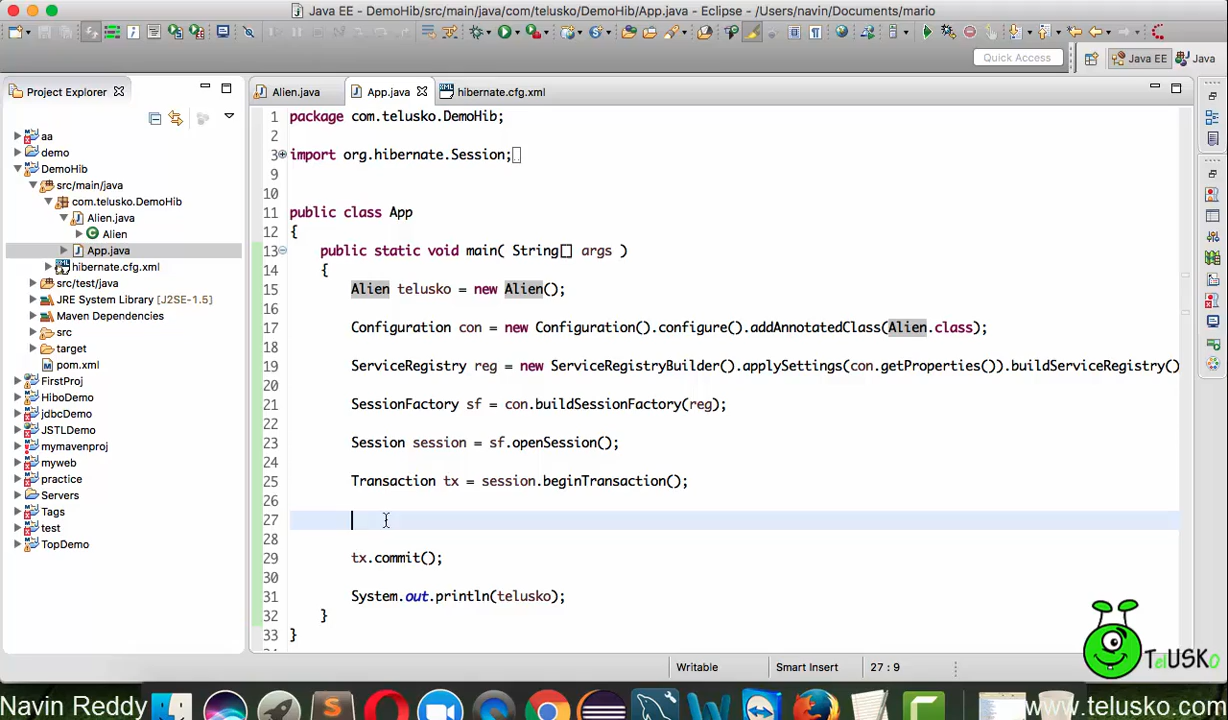 Java EE - DemoHib/src/main/java/com/telusko/DemoHib/App.java - Eclipse - /Users/navin/Documents/mario
Quick Access
Java EE
Java
Project Explorer
Alien.java
App.java
hibernate.cfg.xml
aa
demo
DemoHib
src/main/java
com.telusko.DemoHib
Alien.java
Alien
App.java
hibernate.cfg.xml
src/test/java
JRE System Library [J2SE-1.5]
Maven Dependencies
src
target
pom.xml
FirstProj
HiboDemo
jdbcDemo
JSTLDemo
mymavenproj
myweb
practice
Servers
Tags
test
TopDemo
1 package com.telusko.DemoHib;
2
3 import org.hibernate.Session;
9
10
11 public class App
12 {
13 public static void main( String[] args )
14 {
15 Alien telusko = new Alien();
16
17 Configuration con = new Configuration().configure().addAnnotatedClass(Alien.class);
18
19 ServiceRegistry reg = new ServiceRegistryBuilder().applySettings(con.getProperties()).buildServiceRegistry()
20
21 SessionFactory sf = con.buildSessionFactory(reg);
22
23 Session session = sf.openSession();
24
25 Transaction tx = session.beginTransaction();
26
27
28
29 tx.commit();
30
31 System.out.println(telusko);
32 }
33 }
Writable
Smart Insert
27 : 9
TelUSKO
Navin Reddy
www.telusko.com